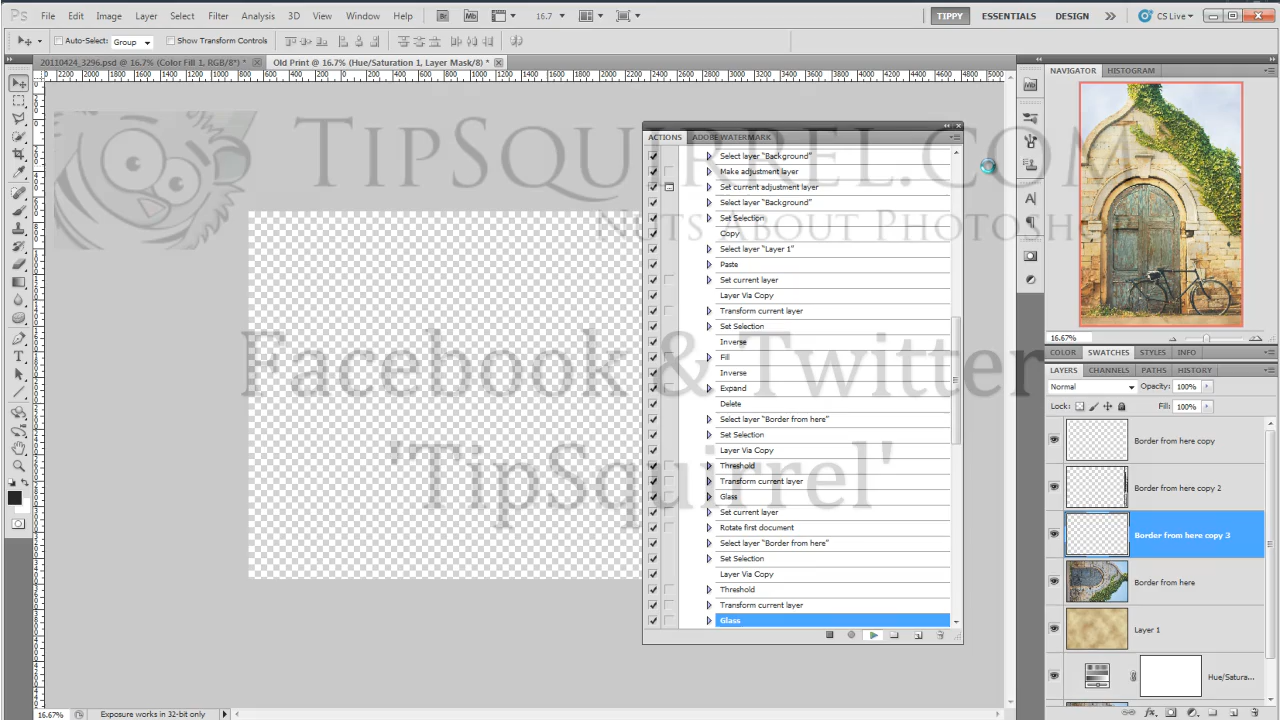 Ps File Edit Image Layer Select Filter Analysis 3D View Window Help Br Mb 16.7 TIPPY ESSENTIALS DESIGN CS Live
Auto-Select: Group Show Transform Controls
20110424_3296.psd @ 16.7% (Color Fill 1, RGB/8*) * Old Print @ 16.7% (Hue/Saturation 1, Layer Mask/8) *
NAVIGATOR HISTOGRAM
TIPSQUIRREL.COM
NUTS ABOUT PHOTOSHOP
Facebook & Twitter
'TipSquirrel'
ACTIONS ADOBE WATERMARK
Select layer "Background"
Make adjustment layer
Set current adjustment layer
Select layer "Background"
Set Selection
Copy
Select layer "Layer 1"
Paste
Set current layer
Layer Via Copy
Transform current layer
Set Selection
Inverse
Fill
Inverse
Expand
Delete
Select layer "Border from here"
Set Selection
Layer Via Copy
Threshold
Transform current layer
Glass
Set current layer
Rotate first document
Select layer "Border from here"
Set Selection
Layer Via Copy
Threshold
Transform current layer
Glass
16.67%
COLOR SWATCHES STYLES INFO
LAYERS CHANNELS PATHS HISTORY
Normal Opacity: 100%
Lock: Fill: 100%
Border from here copy
Border from here copy 2
Border from here copy 3
Border from here
Layer 1
Hue/Satura...
16.67% Exposure works in 32-bit only